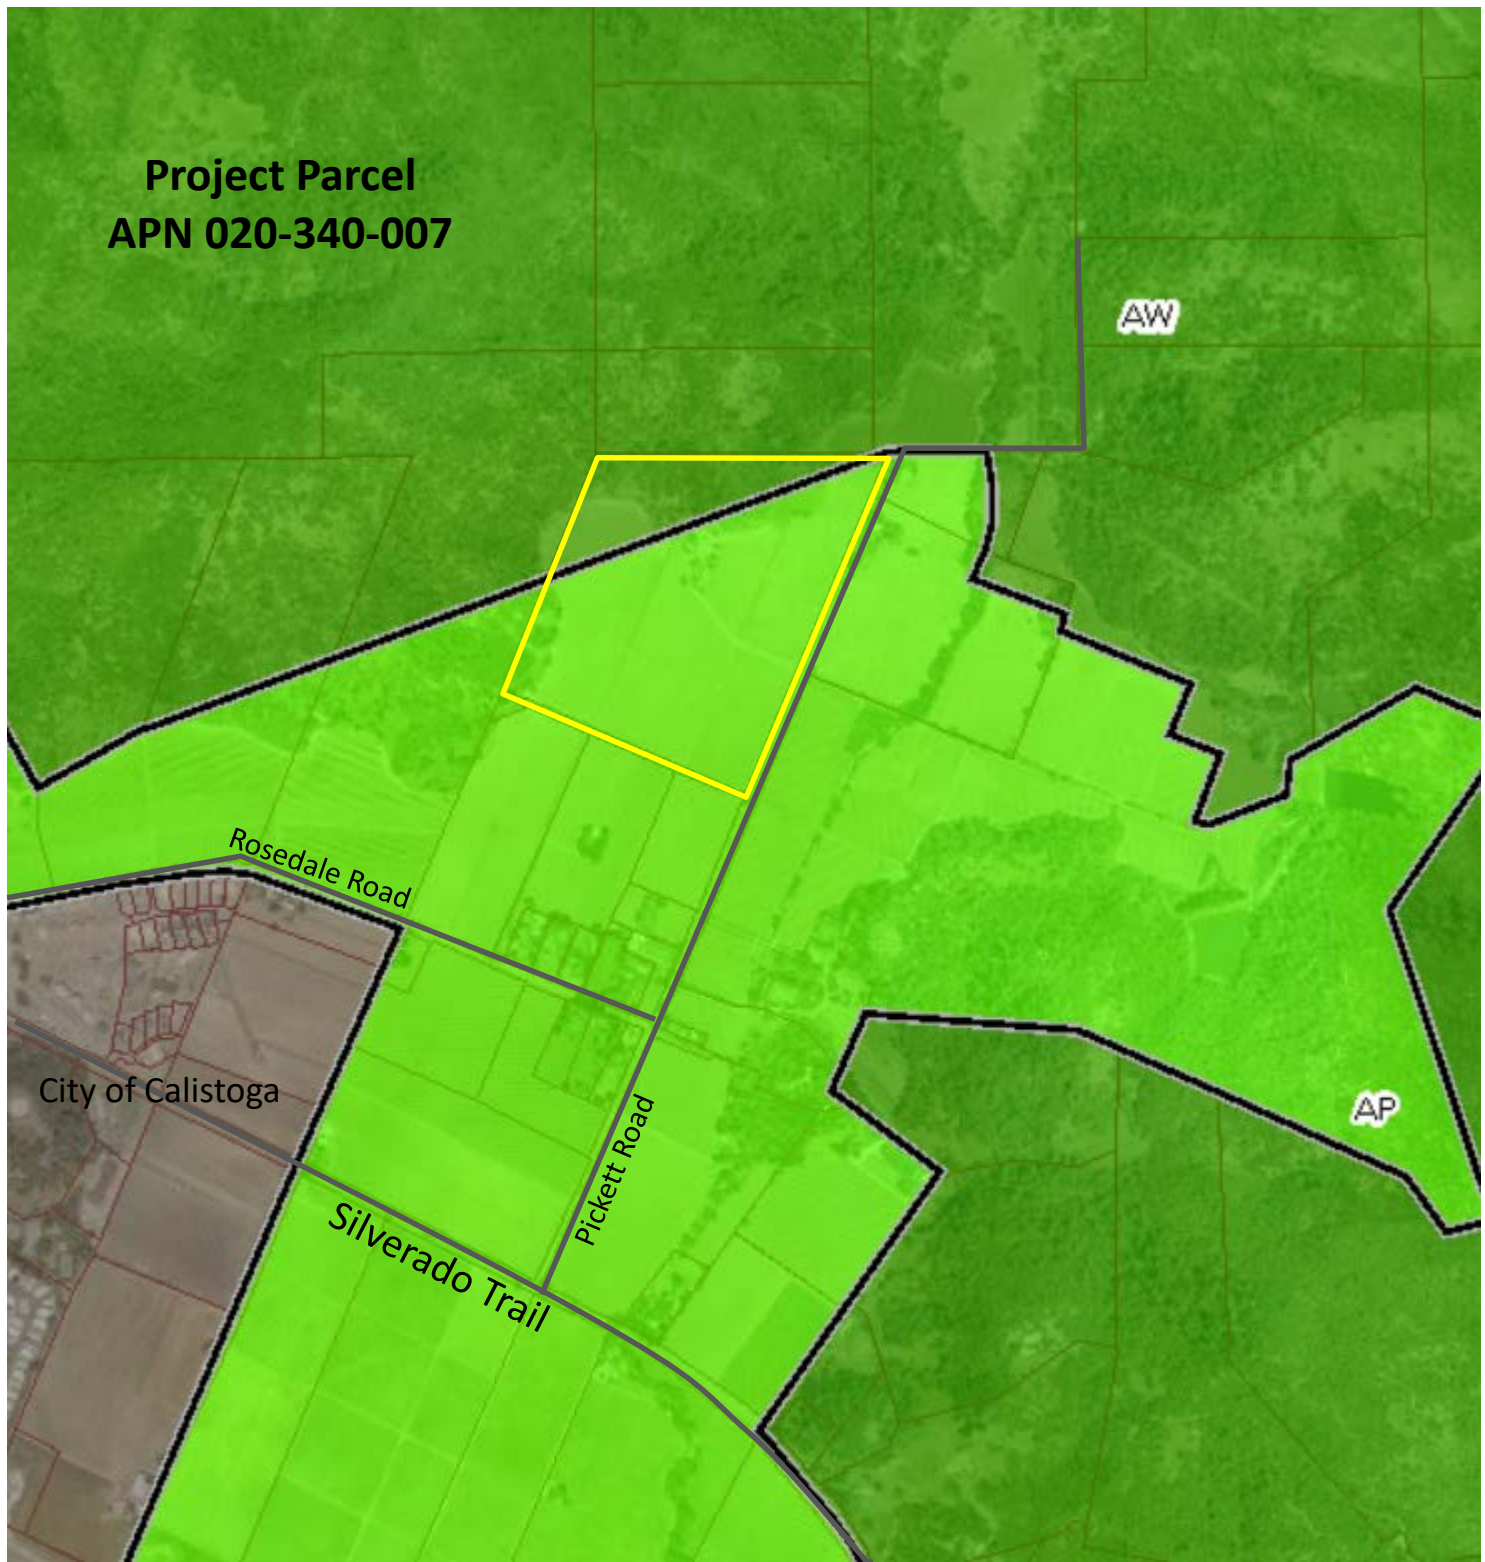 Project Parcel
APN 020-340-007
AW
Rosedale Road
City of Calistoga
AP
Pickett Road
Silverado Trail